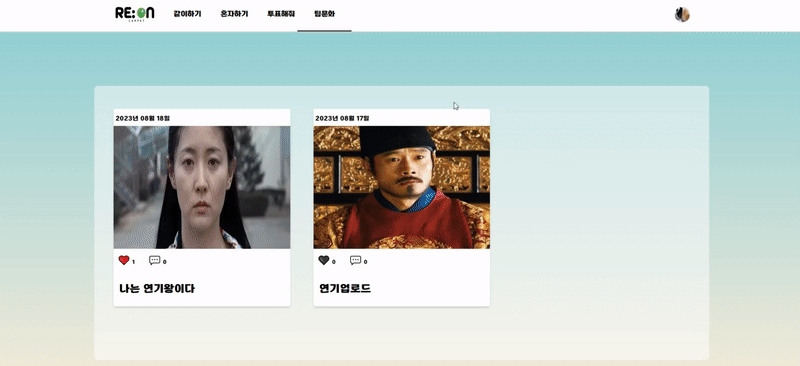 RE:ON
CARPET
같이하기
혼자하기
투표해줘
팀문화
2023년 08월 18일
2023년 08월 17일
1
0
0
0
나는 연기왕이다
연기업로드